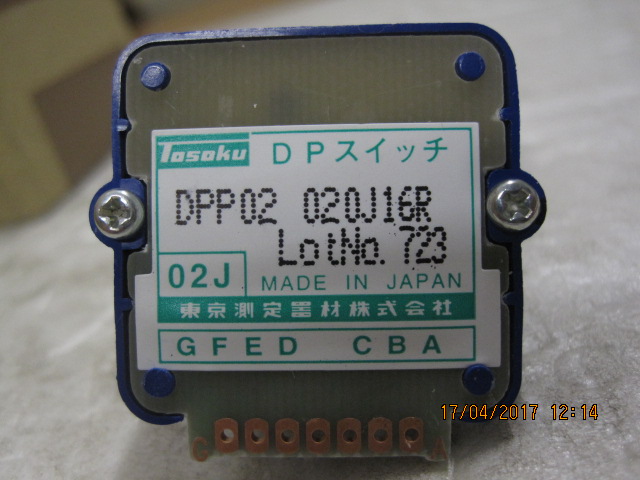 Tosoku DPスイッチ
DPP02 020J16R
LotNo. 723
02J MADE IN JAPAN
東京測定器材株式会社
GFED CBA
17/04/2017 12:14
G A